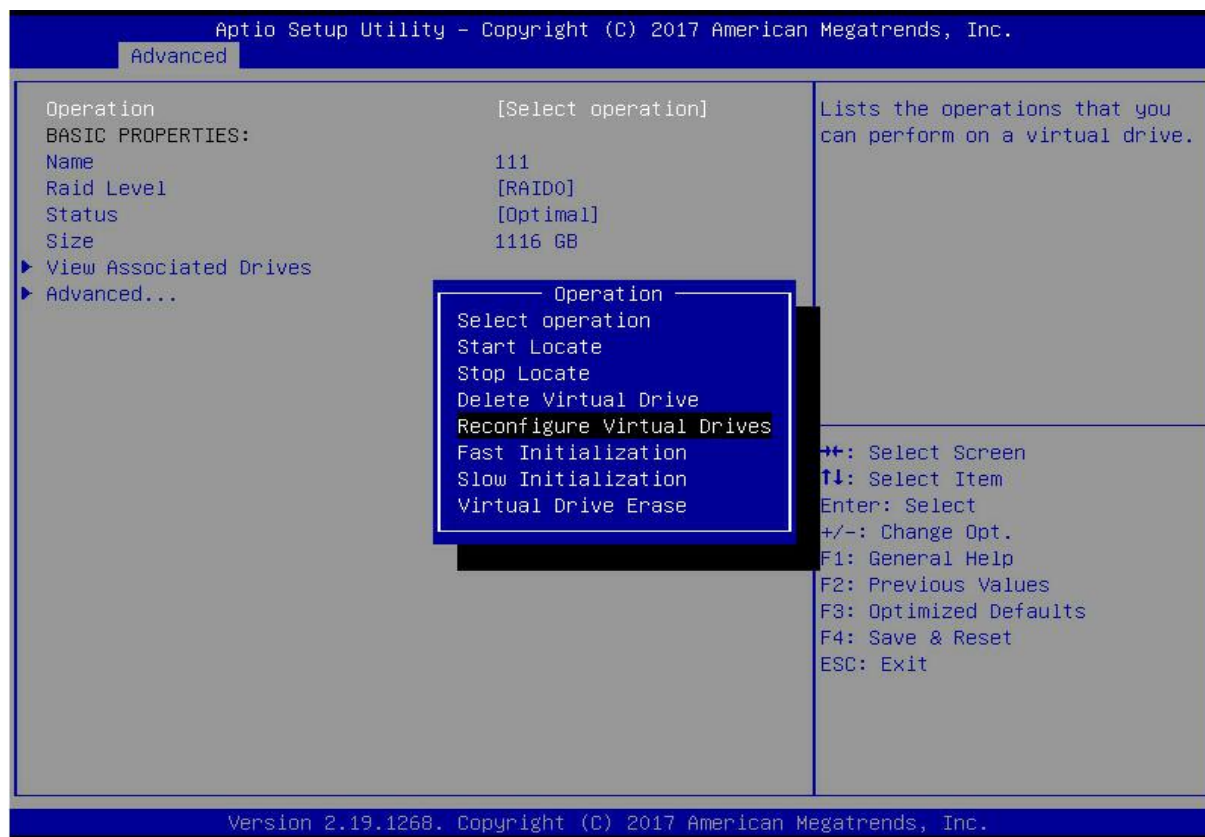 Aptio Setup Utility – Copyright (C) 2017 American Megatrends, Inc.
Advanced
Operation [Select operation]
BASIC PROPERTIES:
Name 111
Raid Level [RAID0]
Status [Optimal]
Size 1116 GB
▶ View Associated Drives
▶ Advanced...
Lists the operations that you
can perform on a virtual drive.
Operation
Select operation
Start Locate
Stop Locate
Delete Virtual Drive
Reconfigure Virtual Drives
Fast Initialization
Slow Initialization
Virtual Drive Erase
→←: Select Screen
↑↓: Select Item
Enter: Select
+/-: Change Opt.
F1: General Help
F2: Previous Values
F3: Optimized Defaults
F4: Save & Reset
ESC: Exit
Version 2.19.1268. Copyright (C) 2017 American Megatrends, Inc.